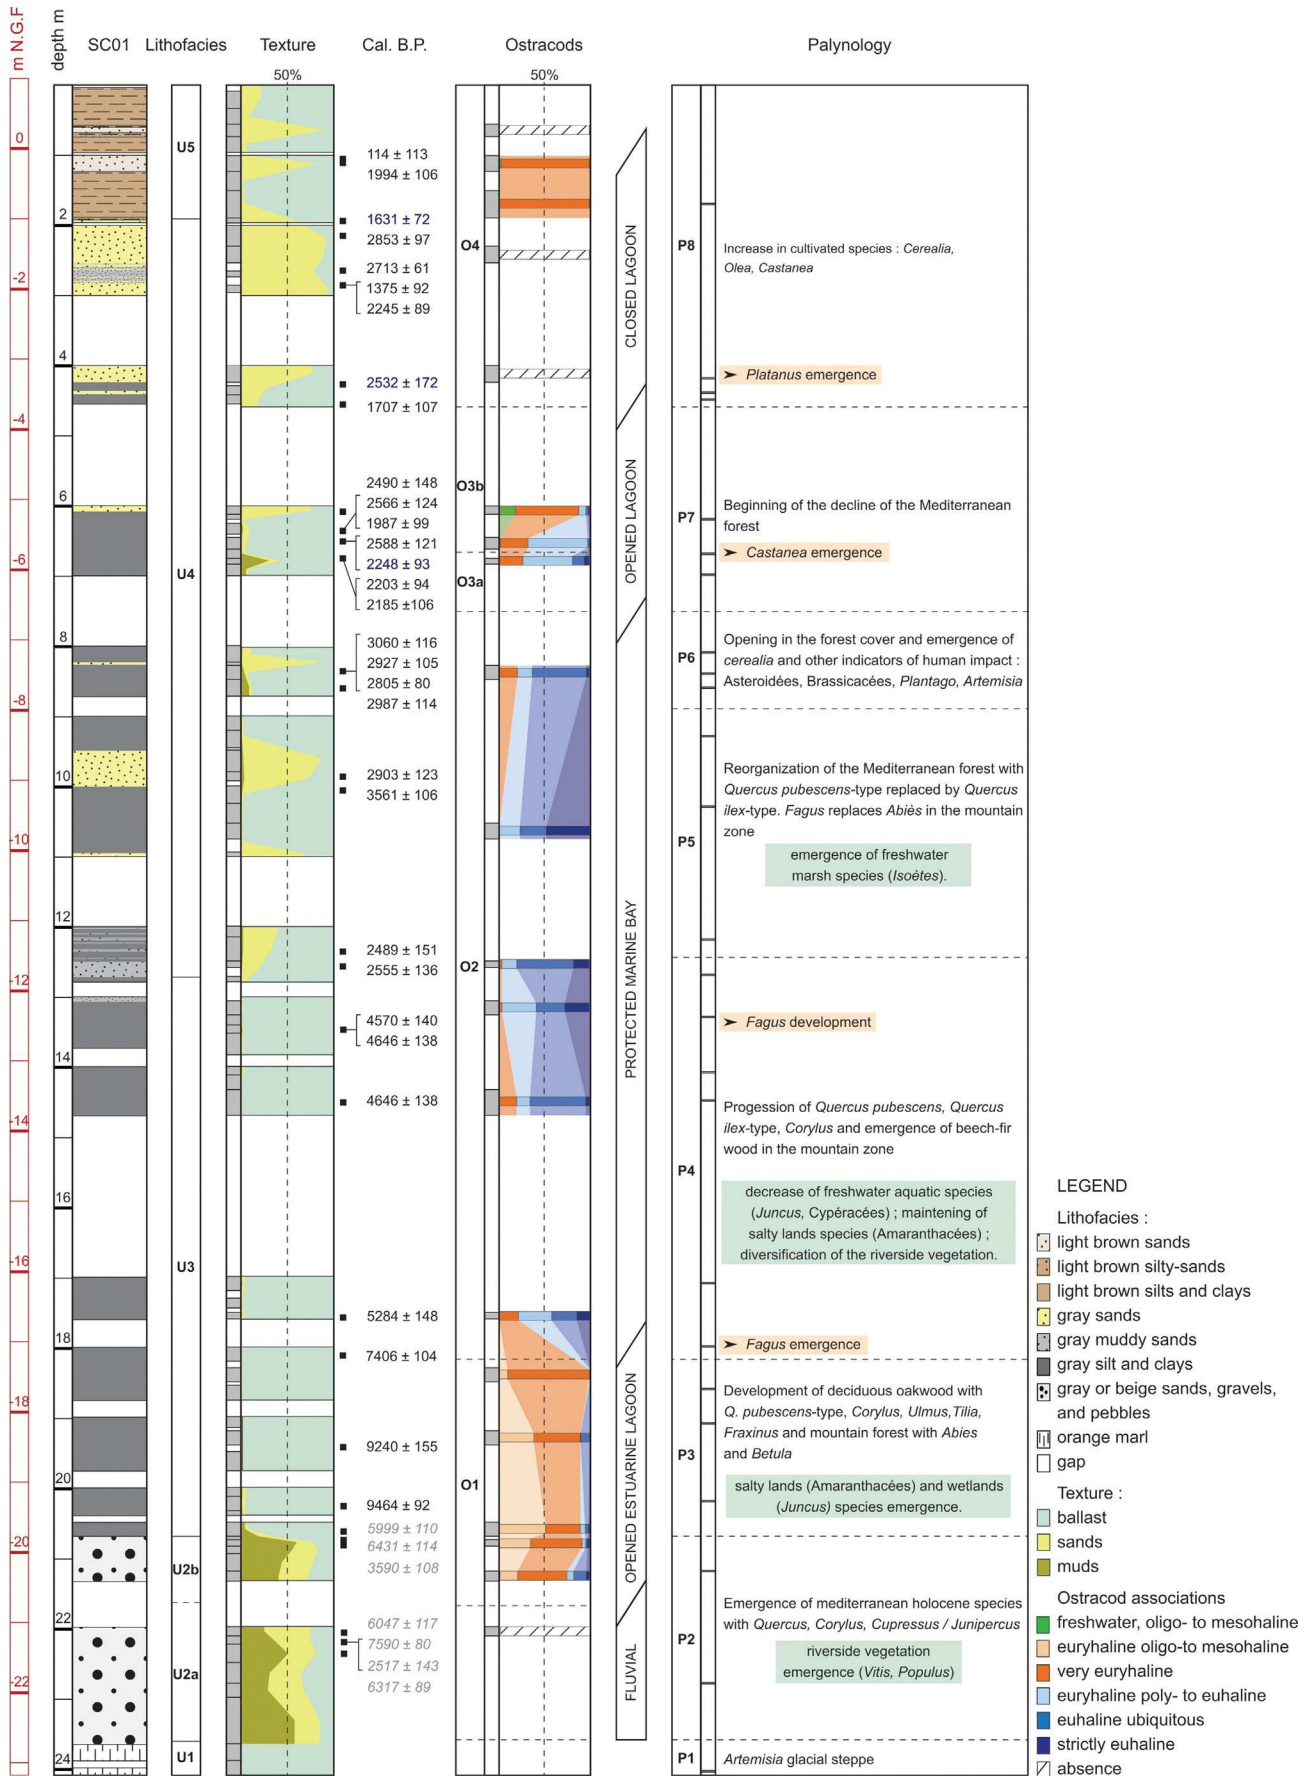 m N.G.F
depth m
SC01
Lithofacies
Texture
Cal. B.P.
Ostracods
Palynology
50%
50%
0
-2
-4
-6
-8
-10
-12
-14
-16
-18
-20
-22
2
4
6
8
10
12
14
16
18
20
22
24
U5
U4
U3
U2b
U2a
U1
114 ± 113
1994 ± 106
1631 ± 72
2853 ± 97
2713 ± 61
1375 ± 92
2245 ± 89
2532 ± 172
1707 ± 107
2490 ± 148
2566 ± 124
1987 ± 99
2588 ± 121
2248 ± 93
2203 ± 94
2185 ±106
3060 ± 116
2927 ± 105
2805 ± 80
2987 ± 114
2903 ± 123
3561 ± 106
2489 ± 151
2555 ± 136
4570 ± 140
4646 ± 138
4646 ± 138
5284 ± 148
7406 ± 104
9240 ± 155
9464 ± 92
5999 ± 110
6431 ± 114
3590 ± 108
6047 ± 117
7590 ± 80
2517 ± 143
6317 ± 89
O4
O3b
O3a
O2
O1
CLOSED LAGOON
OPENED LAGOON
PROTECTED MARINE BAY
OPENED ESTUARINE LAGOON
FLUVIAL
P8
Increase in cultivated species : Cerealia,
Olea, Castanea
➤ Platanus emergence
P7
Beginning of the decline of the Mediterranean
forest
➤ Castanea emergence
P6
Opening in the forest cover and emergence of
cerealia and other indicators of human impact :
Asteroidées, Brassicacées, Plantago, Artemisia
P5
Reorganization of the Mediterranean forest with
Quercus pubescens-type replaced by Quercus
ilex-type. Fagus replaces Abiès in the mountain
zone
emergence of freshwater
marsh species (Isoètes).
➤ Fagus development
P4
Progession of Quercus pubescens, Quercus
ilex-type, Corylus and emergence of beech-fir
wood in the mountain zone
decrease of freshwater aquatic species
(Juncus, Cypéracées) ; maintening of
salty lands species (Amaranthacées) ;
diversification of the riverside vegetation.
➤ Fagus emergence
P3
Development of deciduous oakwood with
Q. pubescens-type, Corylus, Ulmus,Tilia,
Fraxinus and mountain forest with Abies
and Betula
salty lands (Amaranthacées) and wetlands
(Juncus) species emergence.
P2
Emergence of mediterranean holocene species
with Quercus, Corylus, Cupressus / Junipercus
riverside vegetation
emergence (Vitis, Populus)
P1
Artemisia glacial steppe
LEGEND
Lithofacies :
light brown sands
light brown silty-sands
light brown silts and clays
gray sands
gray muddy sands
gray silt and clays
gray or beige sands, gravels,
and pebbles
orange marl
gap
Texture :
ballast
sands
muds
Ostracod associations
freshwater, oligo- to mesohaline
euryhaline oligo-to mesohaline
very euryhaline
euryhaline poly- to euhaline
euhaline ubiquitous
strictly euhaline
absence